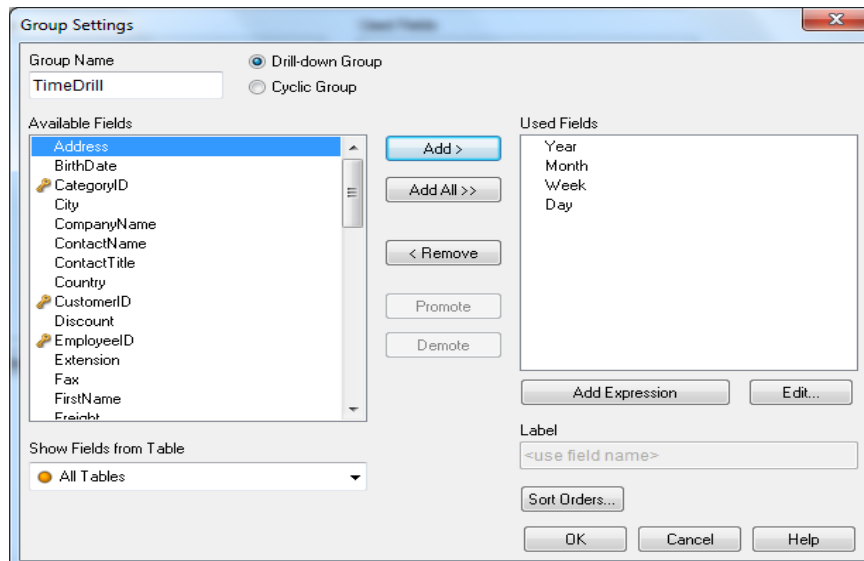 Group Settings
Group Name
TimeDrill
Drill-down Group
Cyclic Group
Available Fields
Address
BirthDate
CategoryID
City
CompanyName
ContactName
ContactTitle
Country
CustomerID
Discount
EmployeeID
Extension
Fax
FirstName
Freight
Show Fields from Table
All Tables
Add >
Add All >>
< Remove
Promote
Demote
Used Fields
Year
Month
Week
Day
Add Expression
Edit...
Label
<use field name>
Sort Orders...
OK
Cancel
Help